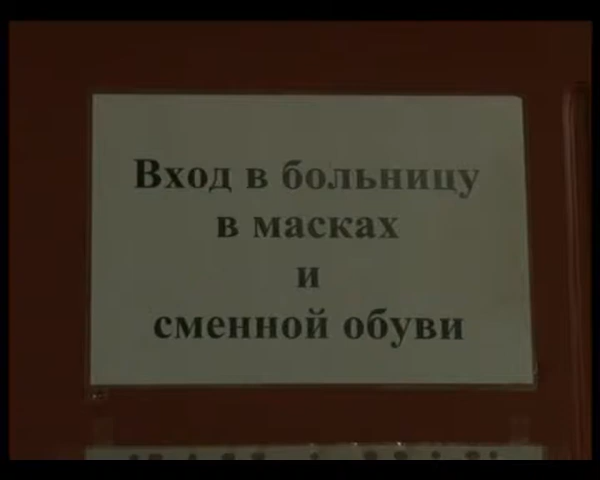 Вход в больницу
в масках
и
сменной обуви